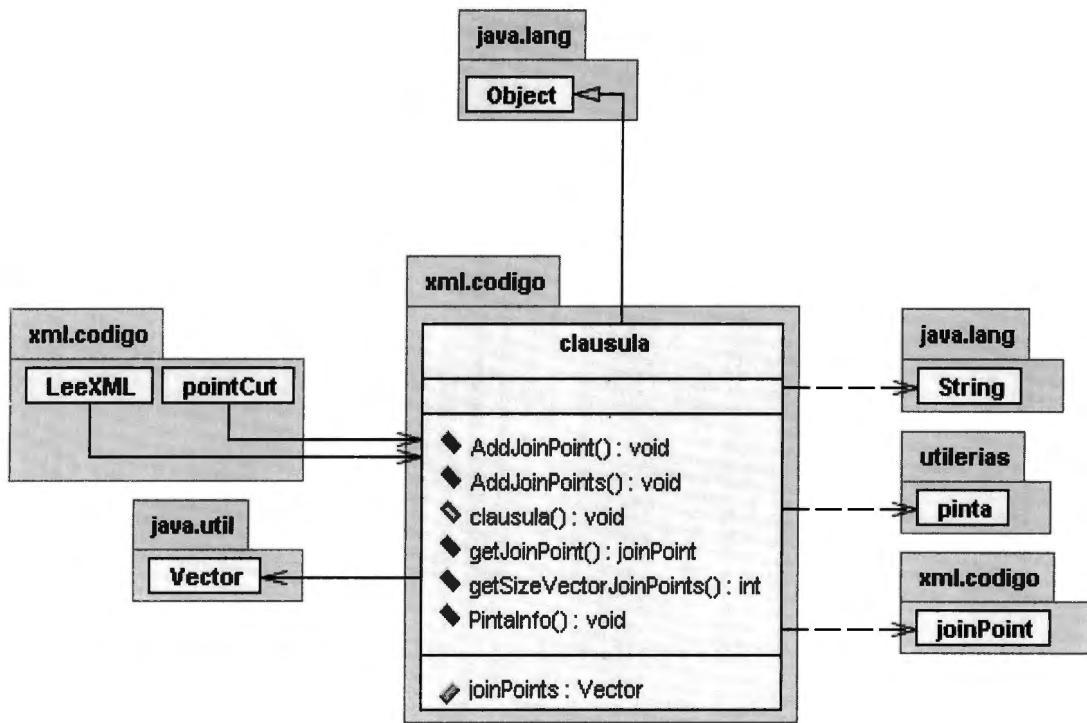 java.lang
Object
xml.codigo
clausula
AddJoinPoint() : void
AddJoinPoints() : void
clausula() : void
getJoinPoint() : joinPoint
getSizeVectorJoinPoints() : int
PintaInfo() : void
joinPoints : Vector
xml.codigo
LeeXML
pointCut
java.util
Vector
java.lang
String
utilerias
pinta
xml.codigo
joinPoint